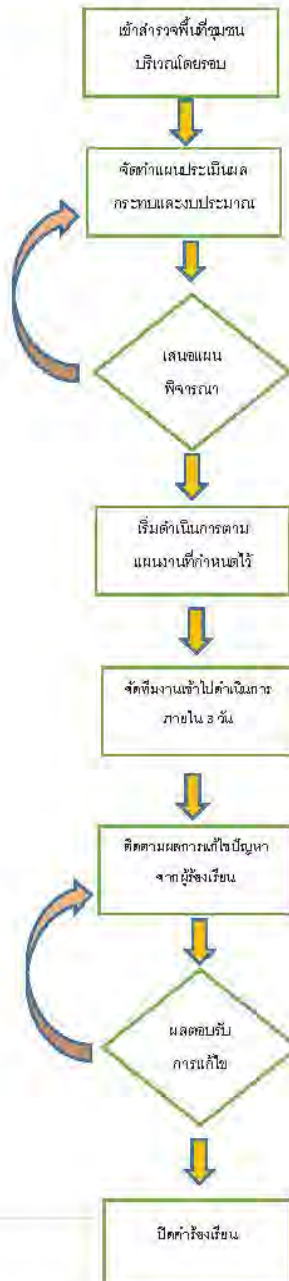 เข้าสำรวจพื้นที่ชุมชน
บริเวณโดยรอบ
จัดทำแผนประเมินผล
กระทบและงบประมาณ
เสนอแผน
พิจารณา
เริ่มดำเนินการตาม
แผนงานที่กำหนดไว้
จัดทีมงานเข้าไปดำเนินการ
ภายใน 3 วัน
ติดตามผลการแก้ไขปัญหา
จากผู้ร้องเรียน
ผลตอบรับ
การแก้ไข
ปิดคำร้องเรียน